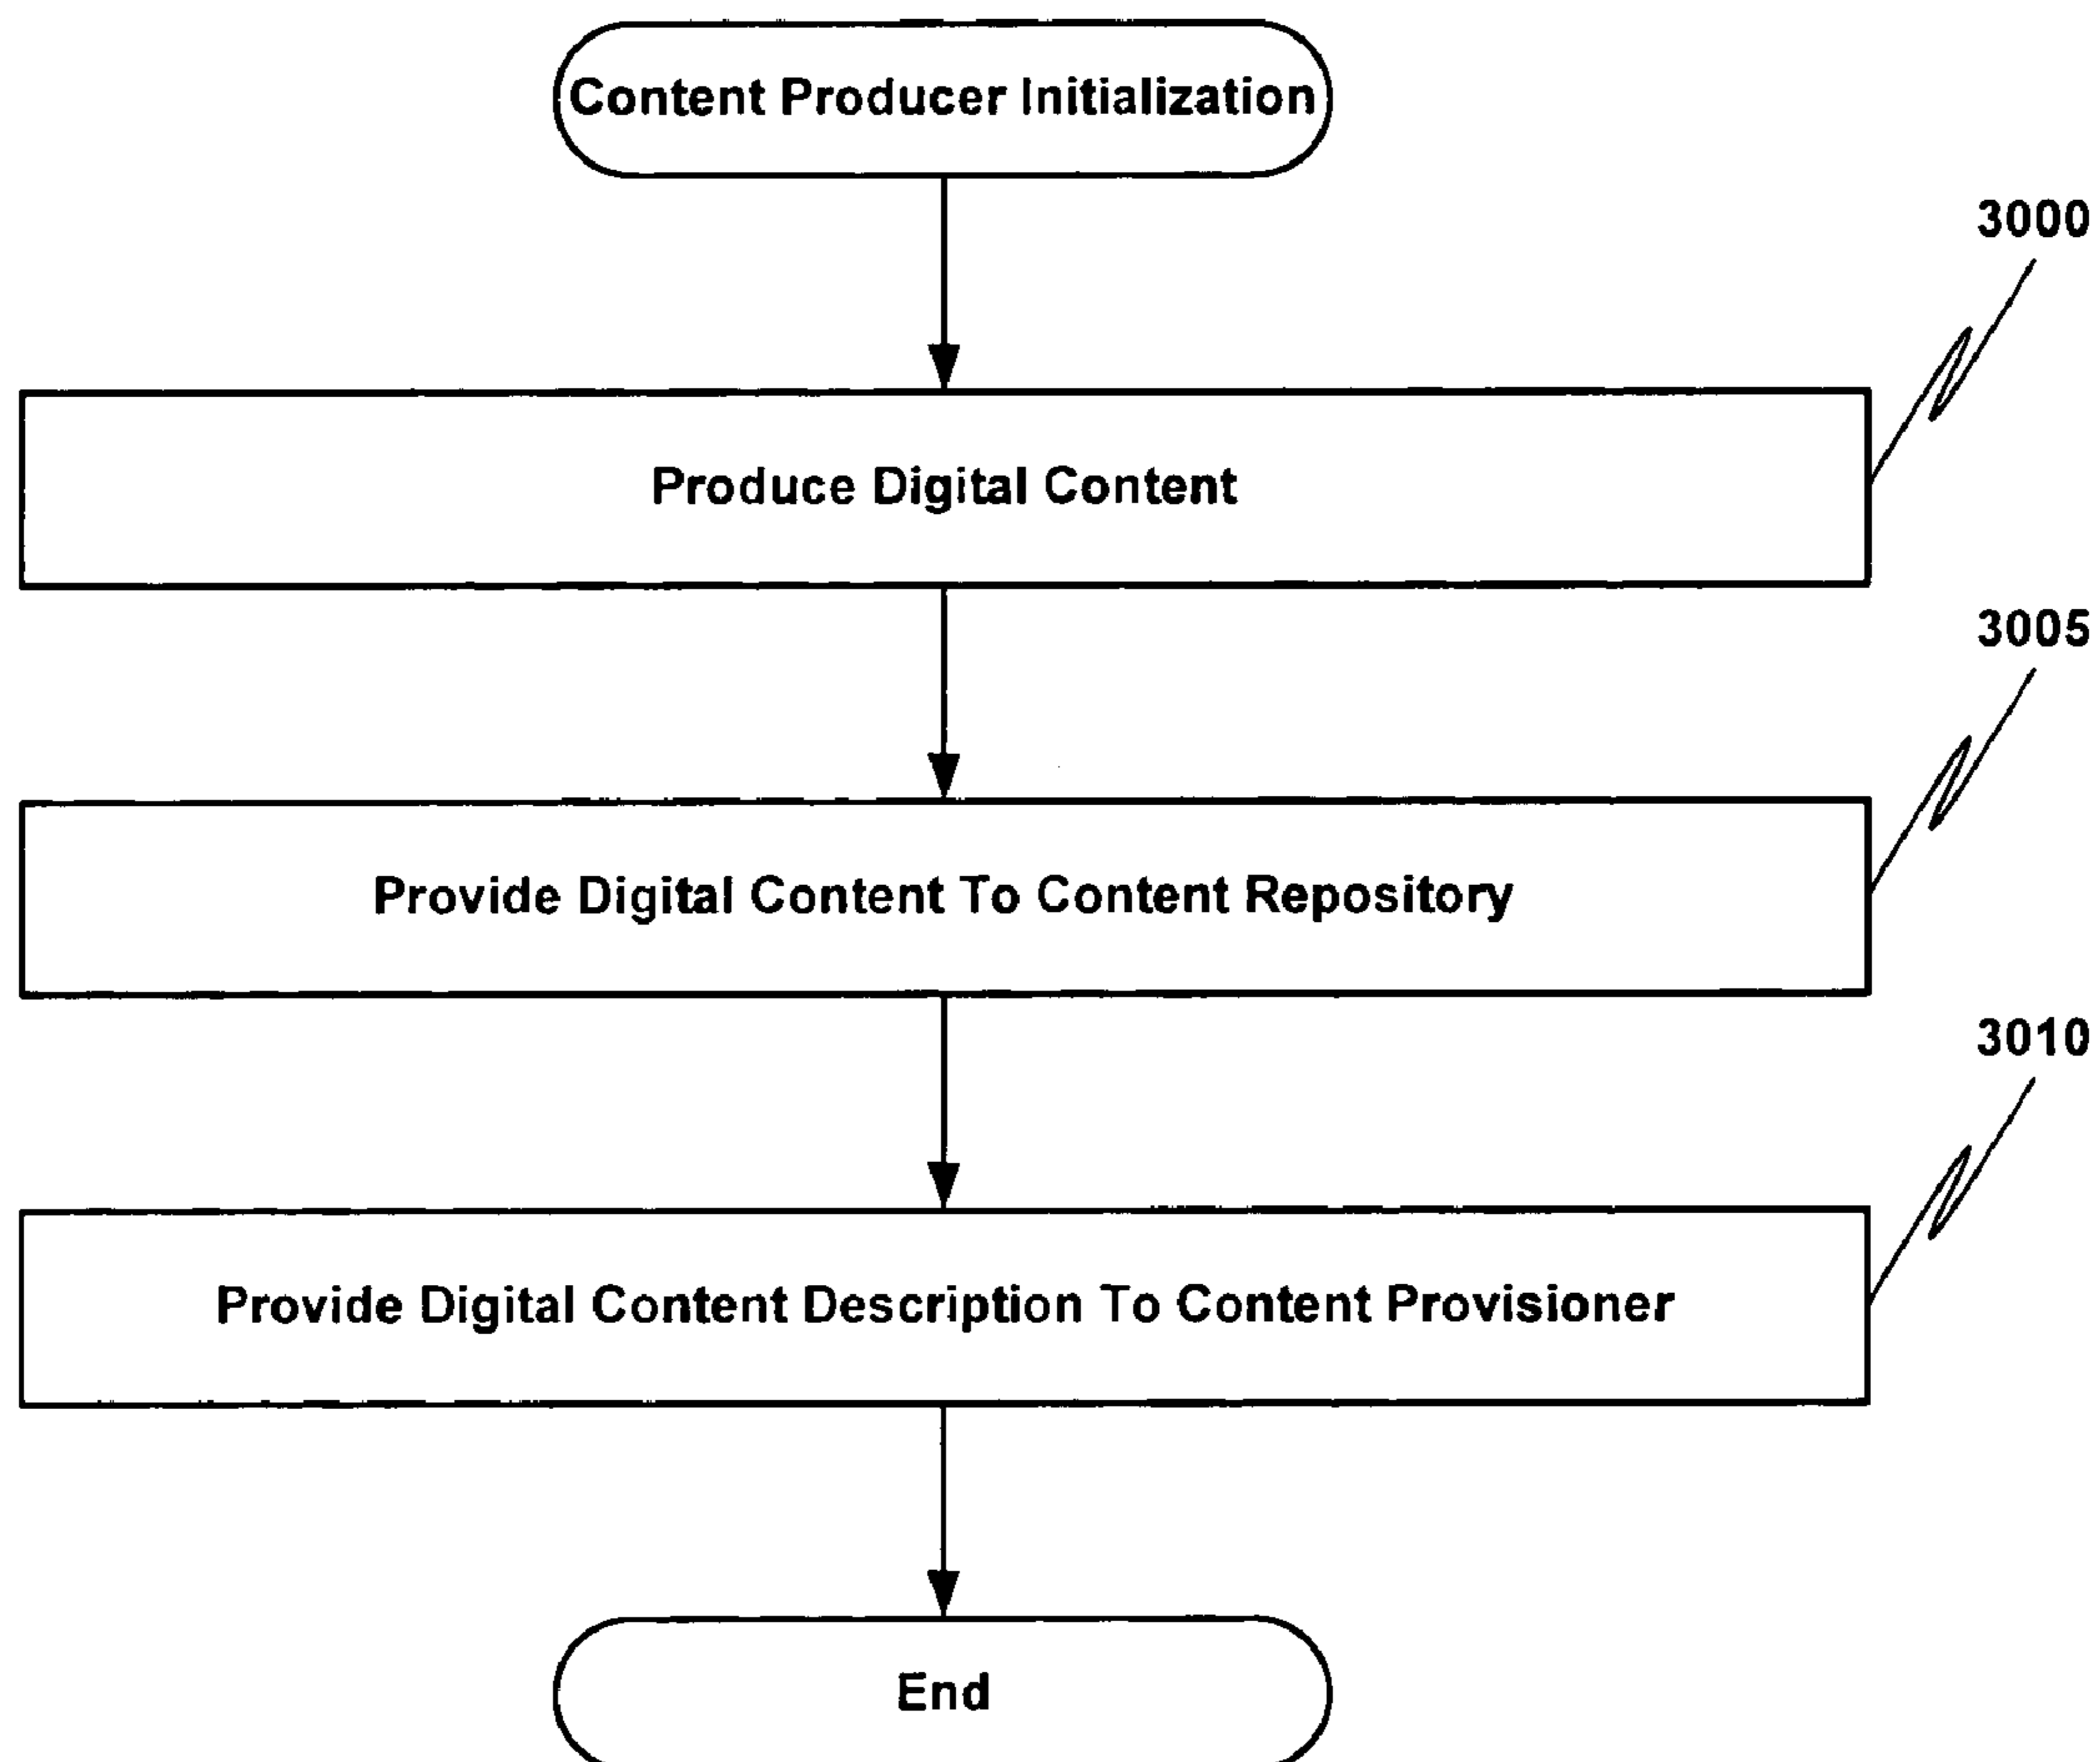 Content Producer Initialization
3000
Produce Digital Content
3005
Provide Digital Content To Content Repository
3010
Provide Digital Content Description To Content Provisioner
End